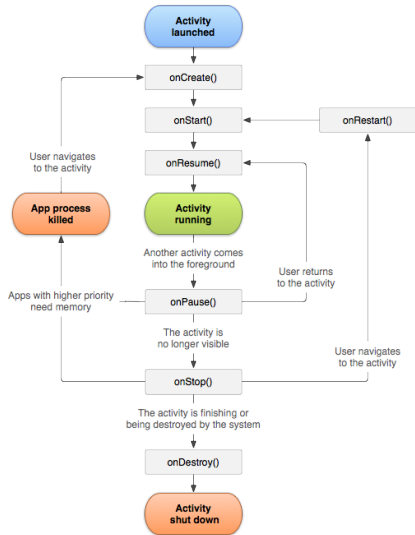 Activity
launched
onCreate()
onStart()
onRestart()
User navigates
to the activity
onResume()
App process
killed
Activity
running
Another activity comes
into the foreground
User returns
to the activity
Apps with higher priority
need memory
onPause()
The activity is
no longer visible
User navigates
to the activity
onStop()
The activity is finishing or
being destroyed by the system
onDestroy()
Activity
shut down